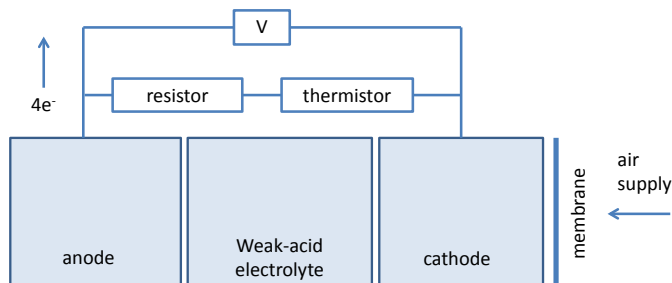 V
4e-
resistor
thermistor
air
supply
membrane
anode
Weak-acid
electrolyte
cathode